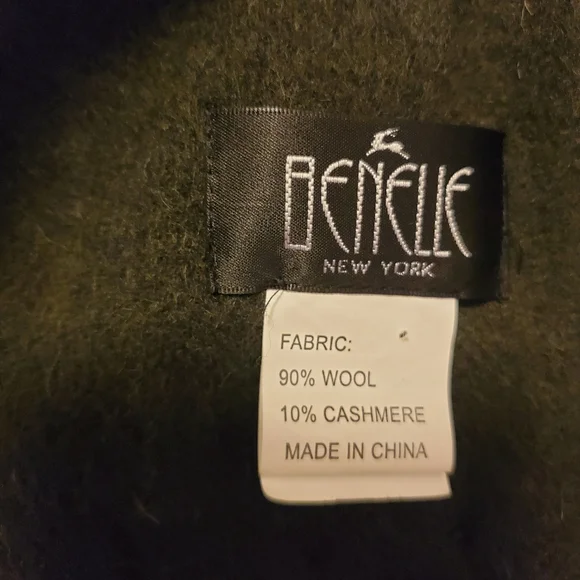 BENELLE
NEW YORK
FABRIC:
90% WOOL
10% CASHMERE
MADE IN CHINA